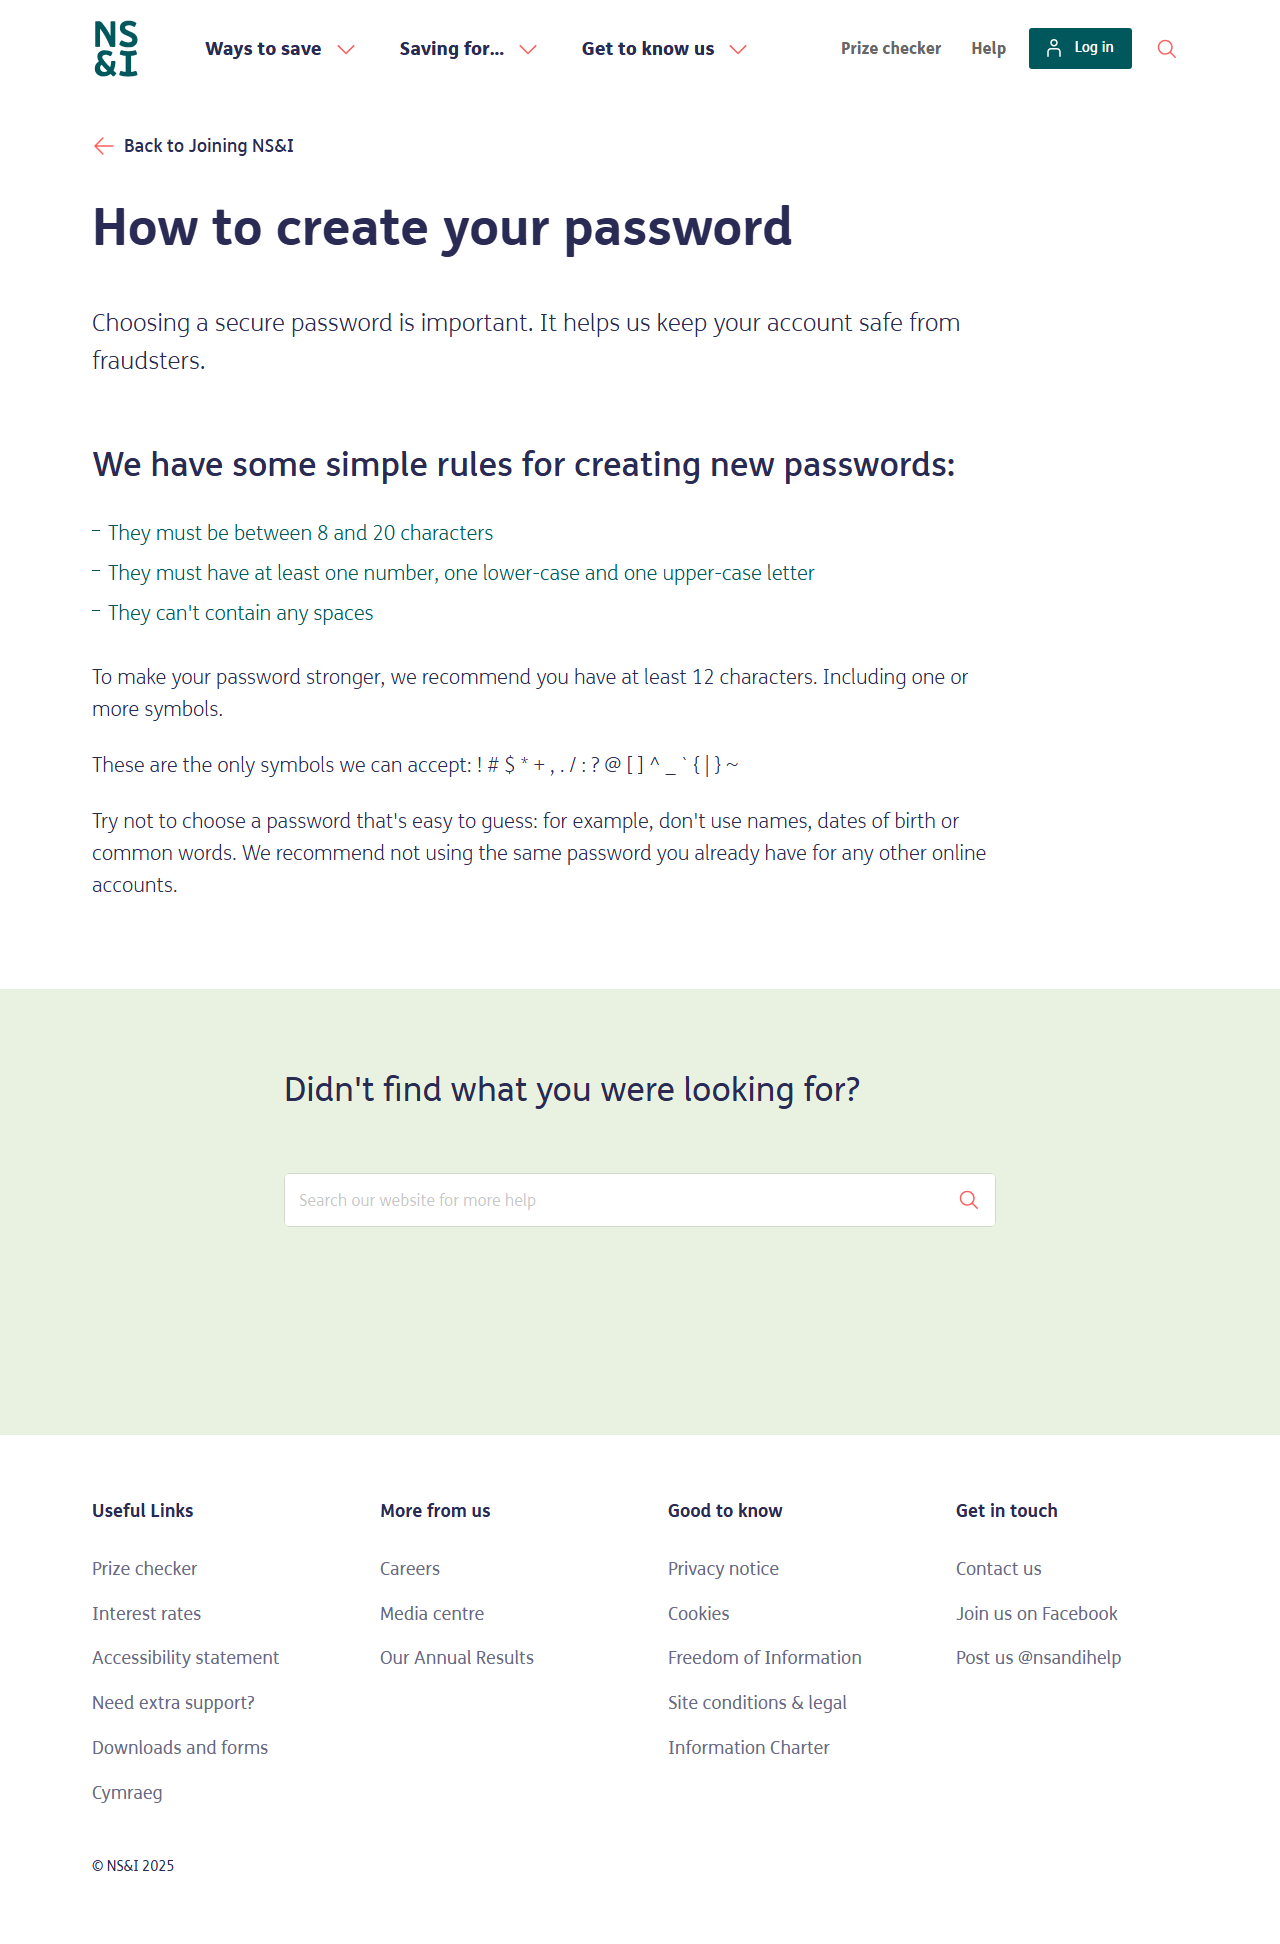 NS
&I
Ways to save
Saving for...
Get to know us
Prize checker
Help
Log in
Back to Joining NS&I
How to create your password
Choosing a secure password is important. It helps us keep your account safe from
fraudsters.
We have some simple rules for creating new passwords:
– They must be between 8 and 20 characters
– They must have at least one number, one lower-case and one upper-case letter
– They can't contain any spaces
To make your password stronger, we recommend you have at least 12 characters. Including one or
more symbols.
These are the only symbols we can accept: ! # $ * + , . / : ? @ [ ] ^ _ ` { | } ~
Try not to choose a password that's easy to guess: for example, don't use names, dates of birth or
common words. We recommend not using the same password you already have for any other online
accounts.
Didn't find what you were looking for?
Search our website for more help
Useful Links
Prize checker
Interest rates
Accessibility statement
Need extra support?
Downloads and forms
Cymraeg
More from us
Careers
Media centre
Our Annual Results
Good to know
Privacy notice
Cookies
Freedom of Information
Site conditions & legal
Information Charter
Get in touch
Contact us
Join us on Facebook
Post us @nsandihelp
© NS&I 2025